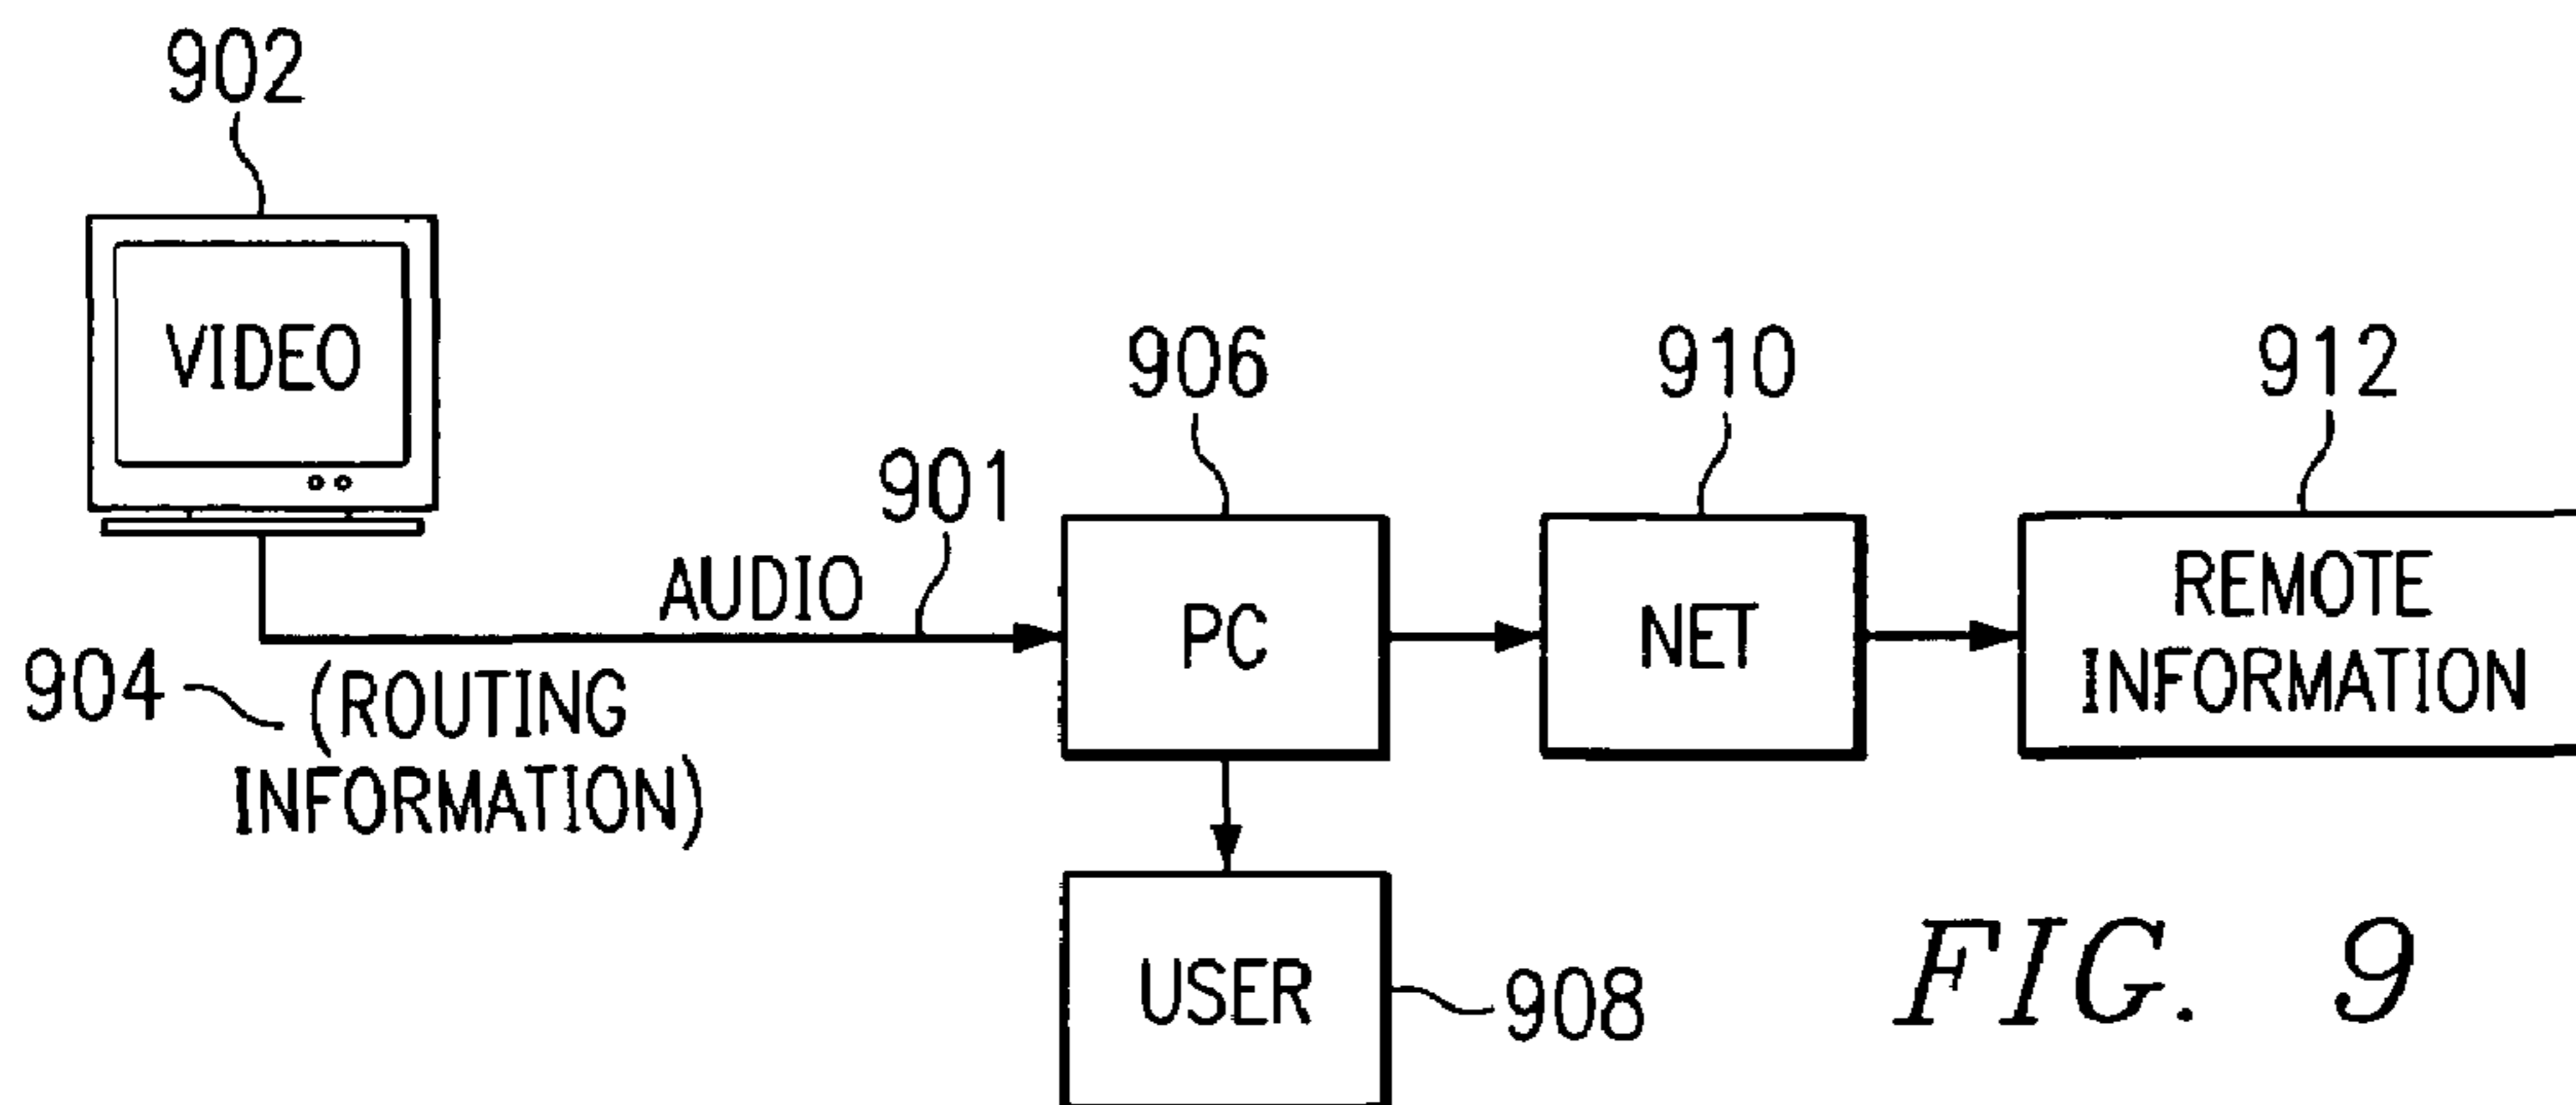 902
VIDEO
904
(ROUTING
INFORMATION)
AUDIO
901
906
PC
910
NET
912
REMOTE
INFORMATION
USER
908
FIG. 9